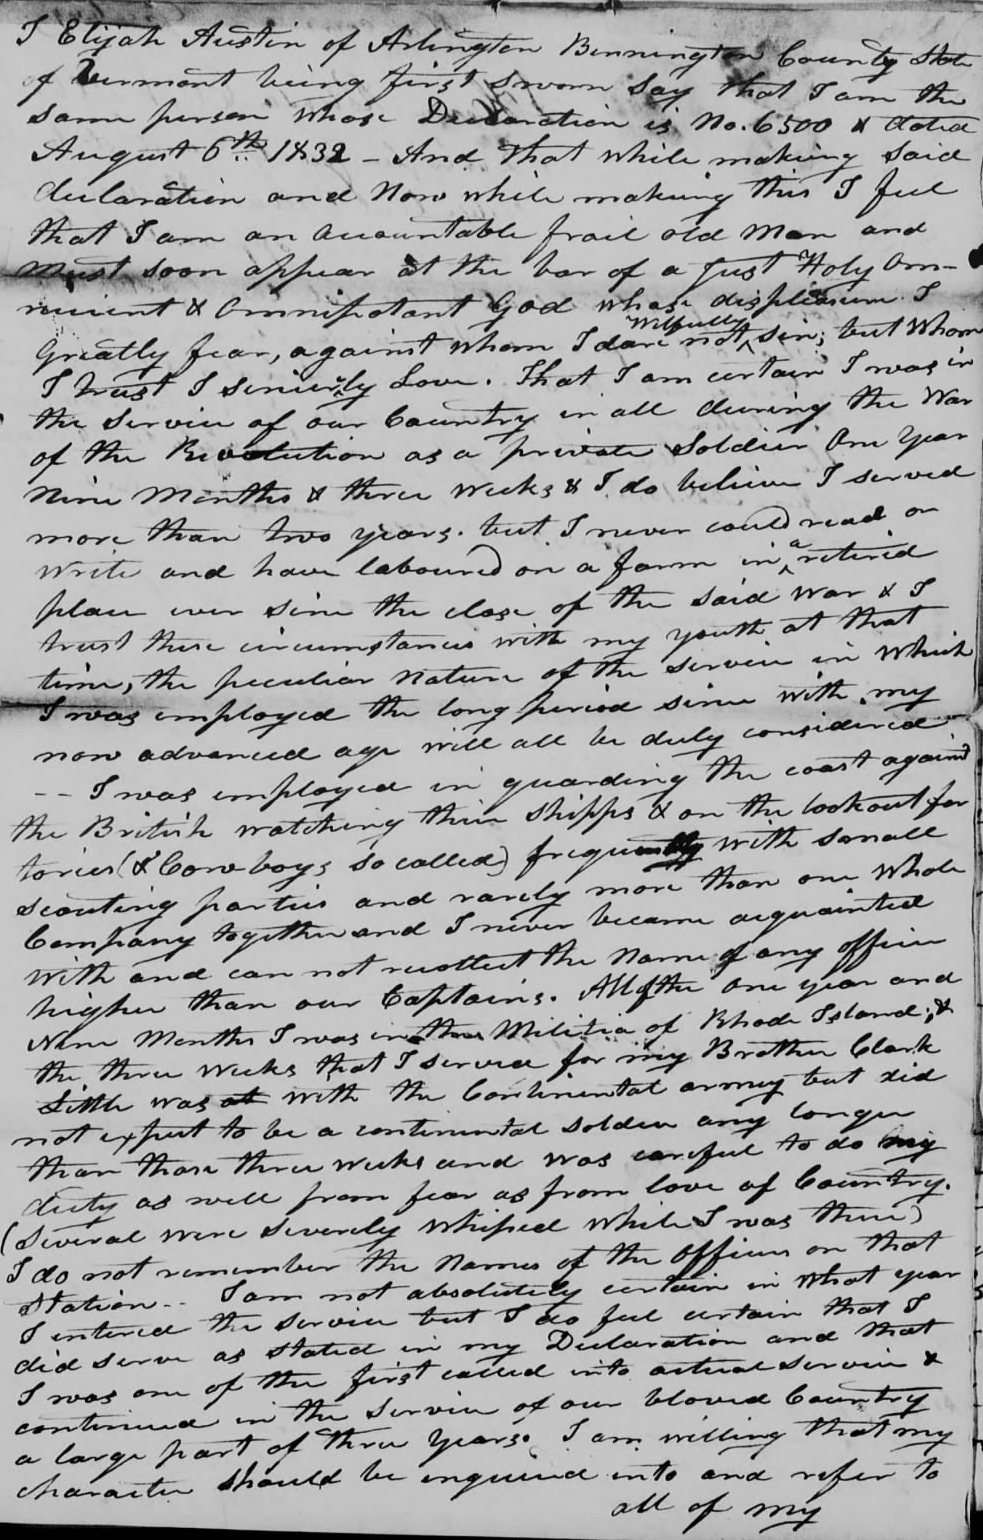 I Elijah Austin of Arlington Bennington County State
of Vermont being first sworn say that I am the
same person whose Declaration is No. 6500 & dated
August 6th 1832 - And that while making said
declaration and Now while making this I feel
that I am an accountable frail old Man and
must soon appear at the bar of a Just Holy Om-
nicient & Omnipotant God whose displeasure I
Greatly fear, against whom I dare not Wilfully sin; but Whom
I trust I sincerely Love. That I am certain I was in
the service of our Country in all during the War
of the Revolution as a private Soldier One Year
Nine Months & three weeks & I do believe I served
more than two years. but I never could read or
write and have laboured on a farm in a retired
place ever since the close of the said War & I
trust these circumstances with my youth at that
time, the peculiar nature of the service in which
I was employed the long period since with my
now advanced age will all be duly considered
-- I was employed in guarding the coast against
the British watching their shipps & on the lookout for
tories (& Cow-boys so called) frequently with small
scouting parties and rarely more than one whole
Company together and I never became acquainted
with and can not recollect the Name of any officer
higher than our Captains. All of the One year and
Nine Months I was in the Militia of Rhode Island; &
the three weeks that I served for my Brother Clark
Little was at with the Continental army but did
not expect to be a continental soldier any longer
than those three weeks and was careful to do my
duty as well from fear as from love of Country.
(Several were severely whiped while I was there)
I do not remember the Names of the officers on that
Station -- I am not absolutely certain in what year
I entered the service but I do feel certain that I
did serve as stated in my Declaration and that
I was one of the first called into actual service &
continued in the service of our bloved Country
a large part of three Years. I am willing that my
character should be enquired into and refer to
all of my